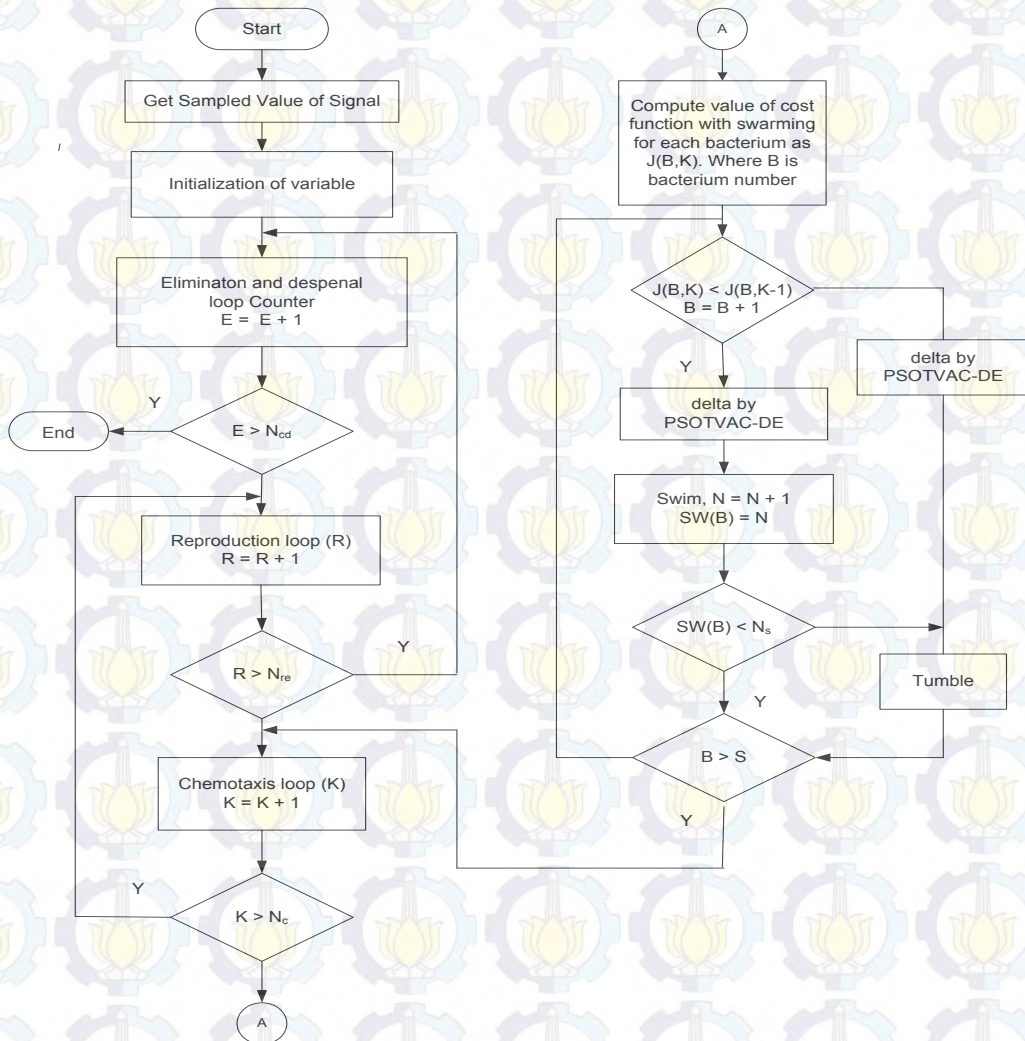 Start
Get Sampled Value of Signal
Initialization of variable
Eliminaton and despenal
loop Counter
E = E + 1
Y
E > Ncd
End
Reproduction loop (R)
R = R + 1
R > Nre
Y
Chemotaxis loop (K)
K = K + 1
Y
K > Nc
A
A
Compute value of cost
function with swarming
for each bacterium as
J(B,K). Where B is
bacterium number
J(B,K) < J(B,K-1)
B = B + 1
Y
delta by
PSOTVAC-DE
delta by
PSOTVAC-DE
Swim, N = N + 1
SW(B) = N
SW(B) < Ns
Y
Tumble
B > S
Y